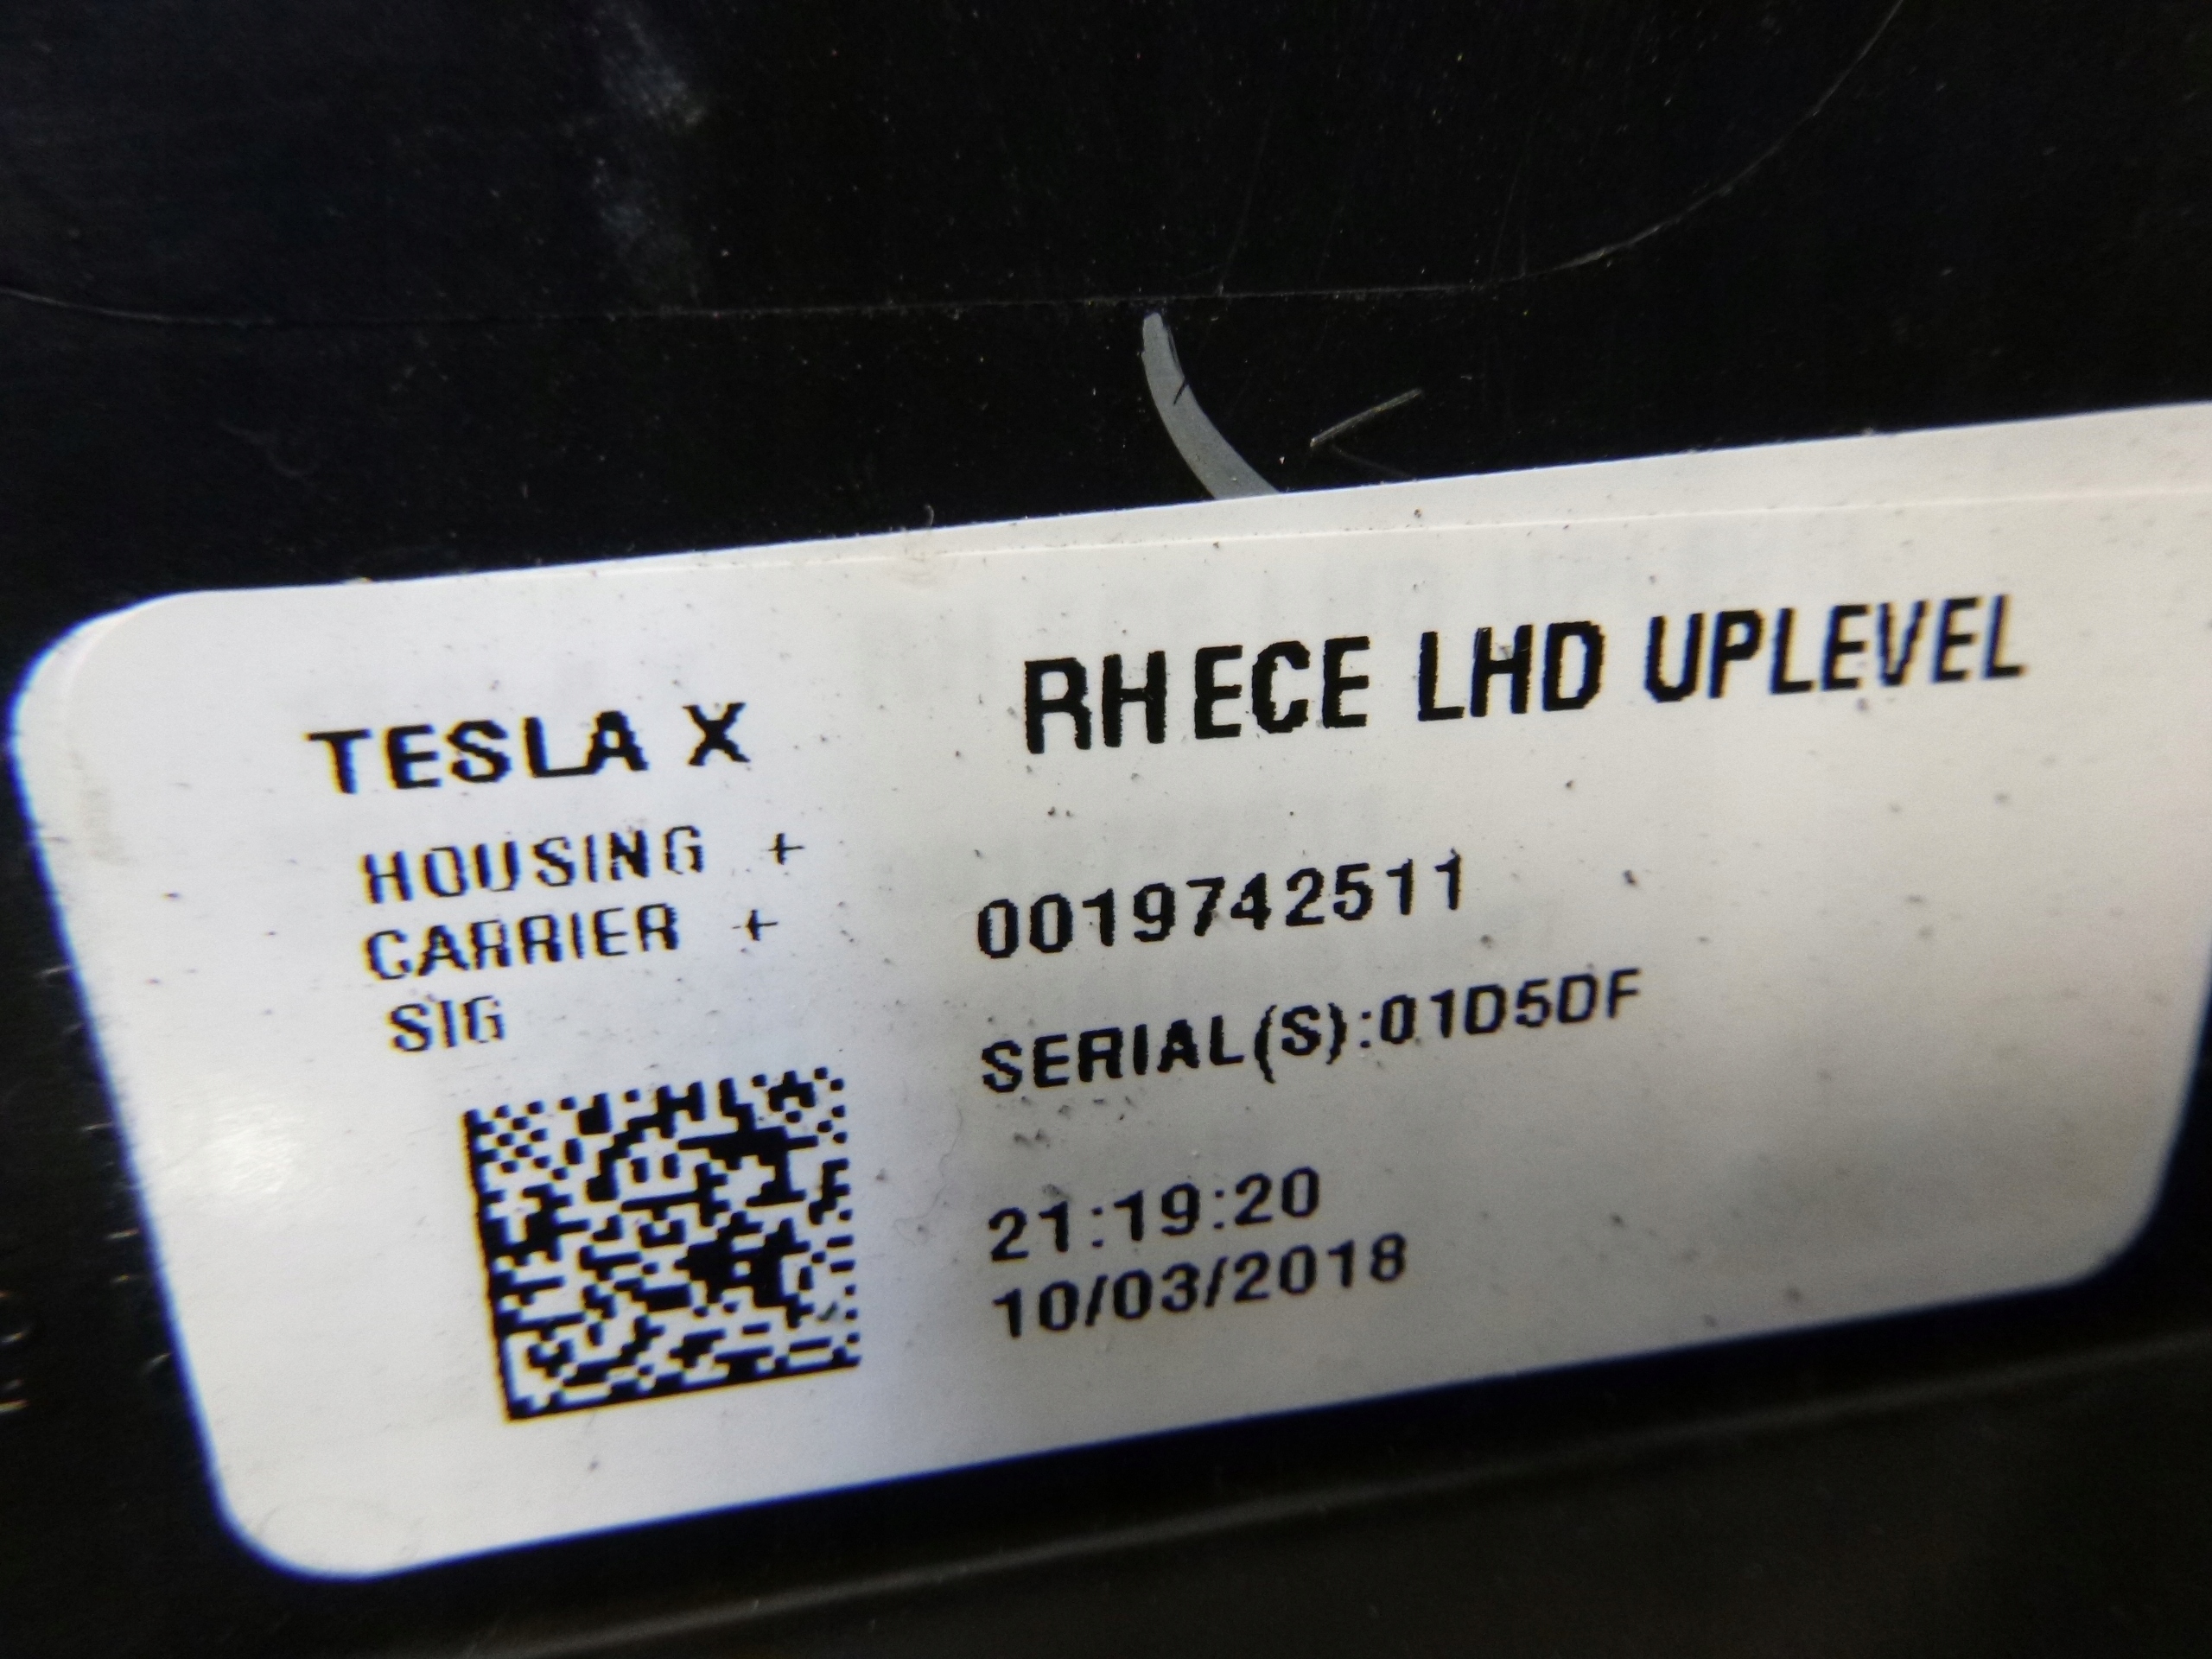 TESLA X
RH ECE LHD UPLEVEL
HOUSING +
CARRIER +
SIG
0019742511
SERIAL(S):01D5DF
21:19:20
10/03/2018